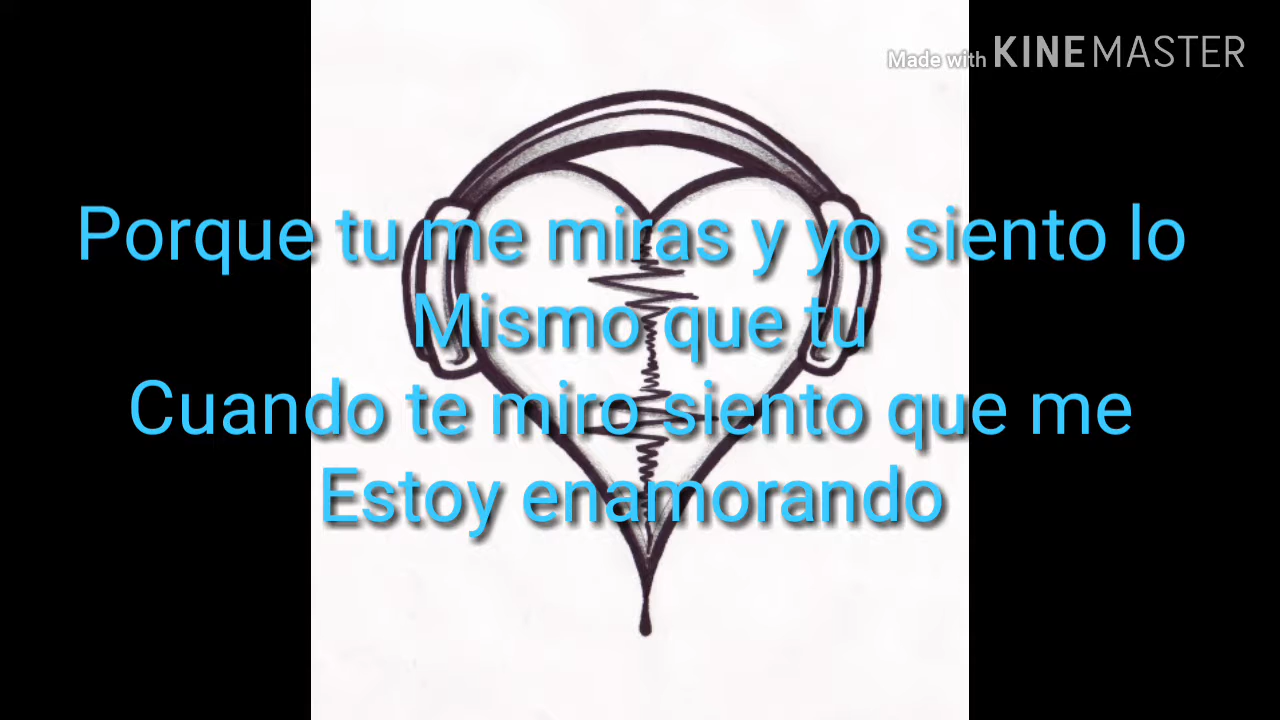 Made with KINEMASTER
Porque tu me miras y yo siento lo
Mismo que tu
Cuando te miro siento que me
Estoy enamorando